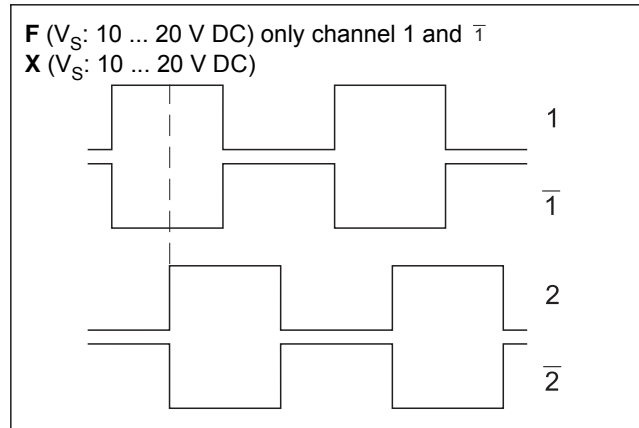 F (VS: 10 ... 20 V DC) only channel 1 and 1̅
X (VS: 10 ... 20 V DC)
1
1̅
2
2̅